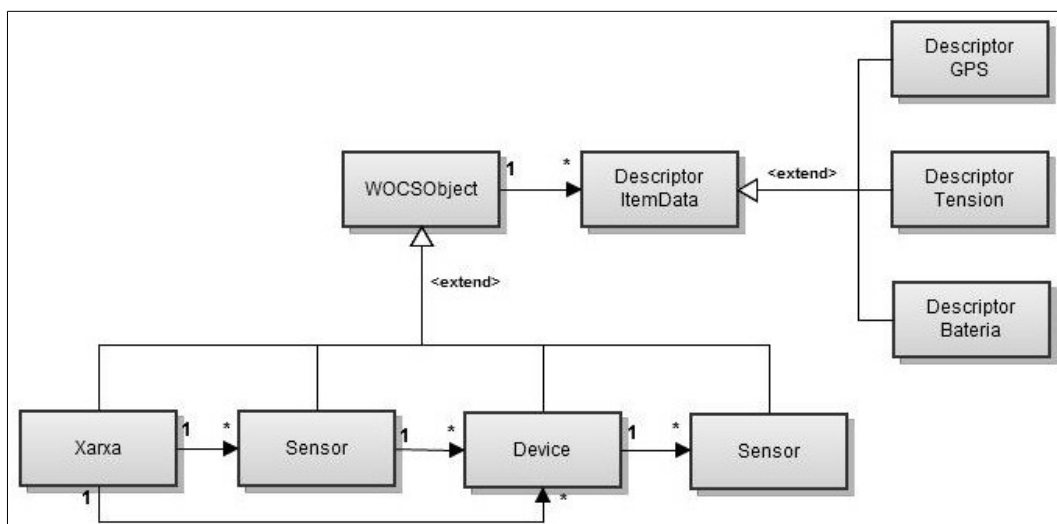 Descriptor
GPS
WOCSObject
1
*
Descriptor
ItemData
<extend>
Descriptor
Tension
<extend>
Descriptor
Bateria
Xarxa
1
*
Sensor
1
*
Device
1
*
Sensor
1
*